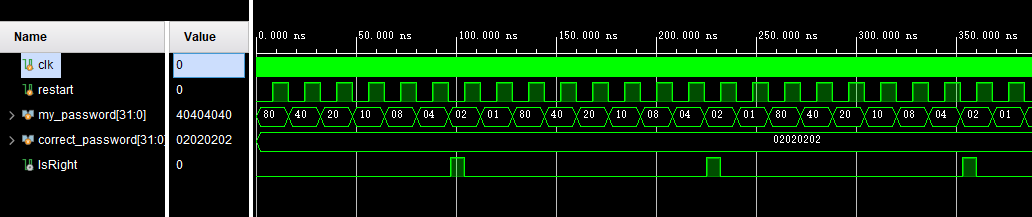 Name Value
0.000 ns 50.000 ns 100.000 ns 150.000 ns 200.000 ns 250.000 ns 300.000 ns 350.000 ns
clk 0
restart 0
my_password[31:0] 40404040 80 40 20 10 08 04 02 01 80 40 20 10 08 04 02 01 80 40 20 10 08 04 02 01
correct_password[31:0] 02020202 02020202
IsRight 0